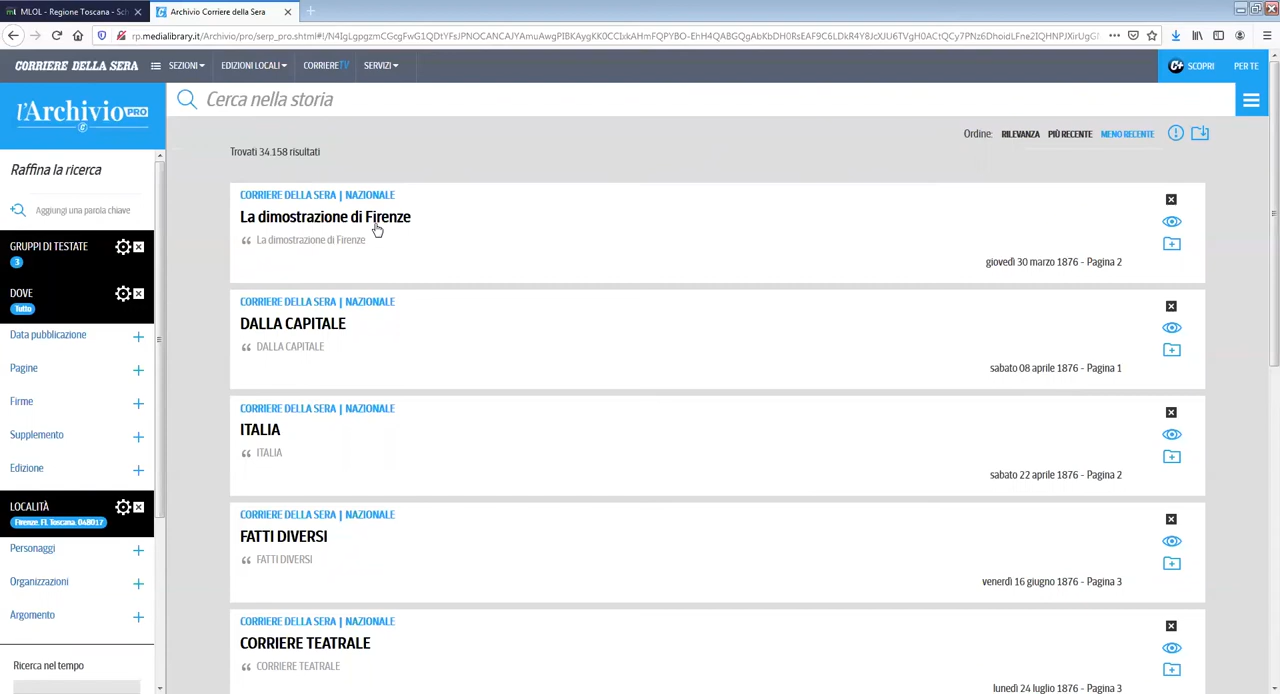 MLOL - Regione Toscana - Sch
Archivio Corriere della Sera
CORRIERE DELLA SERA
SEZIONI
EDIZIONI LOCALI
CORRIERETV
SERVIZI
SCOPRI
PER TE
l'Archivio PRO
Cerca nella storia
Ordine: RILEVANZA PIÙ RECENTE MENO RECENTE
Raffina la ricerca
Trovati 34.158 risultati
Aggiungi una parola chiave
GRUPPI DI TESTATE
3
DOVE
Tutto
Data pubblicazione
Pagine
Firme
Supplemento
Edizione
LOCALITÀ
Firenze, FI, Toscana, 048017
Personaggi
Organizzazioni
Argomento
Ricerca nel tempo
CORRIERE DELLA SERA | NAZIONALE
La dimostrazione di Firenze
La dimostrazione di Firenze
giovedì 30 marzo 1876 - Pagina 2
CORRIERE DELLA SERA | NAZIONALE
DALLA CAPITALE
DALLA CAPITALE
sabato 08 aprile 1876 - Pagina 1
CORRIERE DELLA SERA | NAZIONALE
ITALIA
ITALIA
sabato 22 aprile 1876 - Pagina 2
CORRIERE DELLA SERA | NAZIONALE
FATTI DIVERSI
FATTI DIVERSI
venerdì 16 giugno 1876 - Pagina 3
CORRIERE DELLA SERA | NAZIONALE
CORRIERE TEATRALE
CORRIERE TEATRALE
lunedì 24 luglio 1876 - Pagina 3